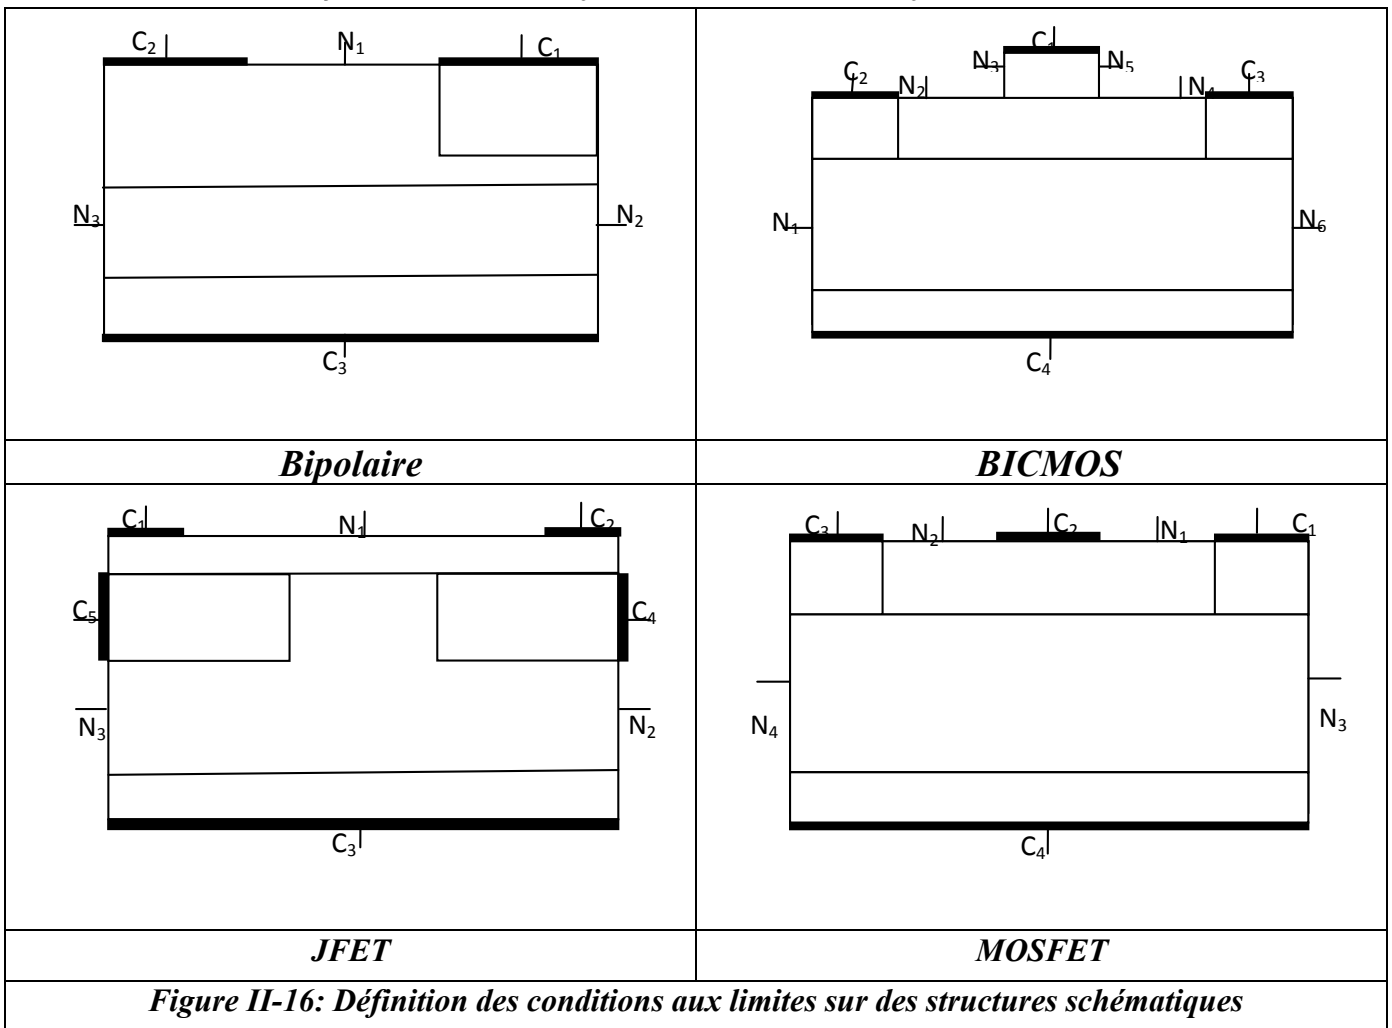 C₂ N₁ C₁
N₃ N₂
C₃
Bipolaire
C₁
N₃ N₅
C₂ N₂ N₄ C₃
N₁ N₆
C₄
BICMOS
C₁ N₁ C₂
C₅ C₄
N₃ N₂
C₃
JFET
C₃ N₂ C₂ N₁ C₁
N₄ N₃
C₄
MOSFET
Figure II-16: Définition des conditions aux limites sur des structures schématiques